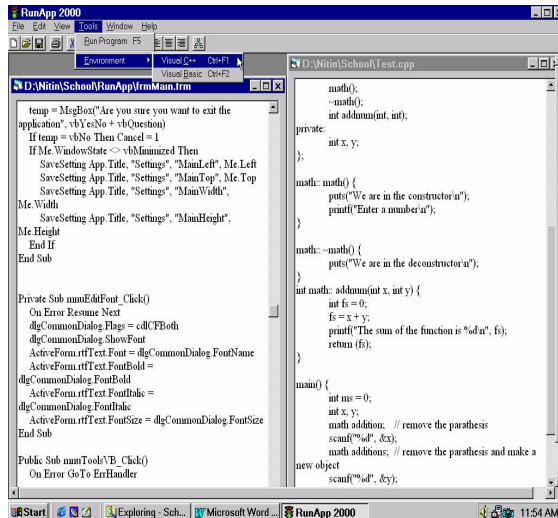 RunApp 2000
File Edit View Tools Window Help
Run Program F5
Environment
Visual C++ Ctrl+F1
Visual Basic Ctrl+F2
D:\Nitin\School\RunApp\frmMain.frm
temp = MsgBox("Are you sure you want to exit the
application", vbYesNo + vbQuestion)
If temp = vbNo Then Cancel = 1
If Me.WindowState <> vbMinimized Then
SaveSetting App.Title, "Settings", "MainLeft", Me.Left
SaveSetting App.Title, "Settings", "MainTop", Me.Top
SaveSetting App.Title, "Settings", "MainWidth",
Me.Width
SaveSetting App.Title, "Settings", "MainHeight",
Me.Height
End If
End Sub
Private Sub mnuEditFont_Click()
On Error Resume Next
dlgCommonDialog.Flags = cdlCFBoth
dlgCommonDialog.ShowFont
ActiveForm.rtfText.Font = dlgCommonDialog.FontName
ActiveForm.rtfText.FontBold =
dlgCommonDialog.FontBold
ActiveForm.rtfText.FontItalic =
dlgCommonDialog.FontItalic
ActiveForm.rtfText.FontSize = dlgCommonDialog.FontSize
End Sub
Public Sub mnuToolsVB_Click()
On Error GoTo ErrHandler
D:\Nitin\School\Test.cpp
math();
~math();
int addnum(int, int);
private:
int x, y;
};
math:: math() {
puts("We are in the constructor\n");
printf("Enter a number\n");
}
math:: ~math() {
puts("We are in the deconstructor\n");
}
int math:: addnum(int x, int y) {
int fs = 0;
fs = x + y;
printf("The sum of the function is %d\n", fs);
return (fs);
}
main() {
int ms = 0;
int x, y;
math addition; // remove the parathesis
scanf("%d", &x);
math additions; // remove the parathesis and make a
new object
scanf("%d", &y);
Start Exploring - Sch... Microsoft Word ... RunApp 2000 11:54 AM